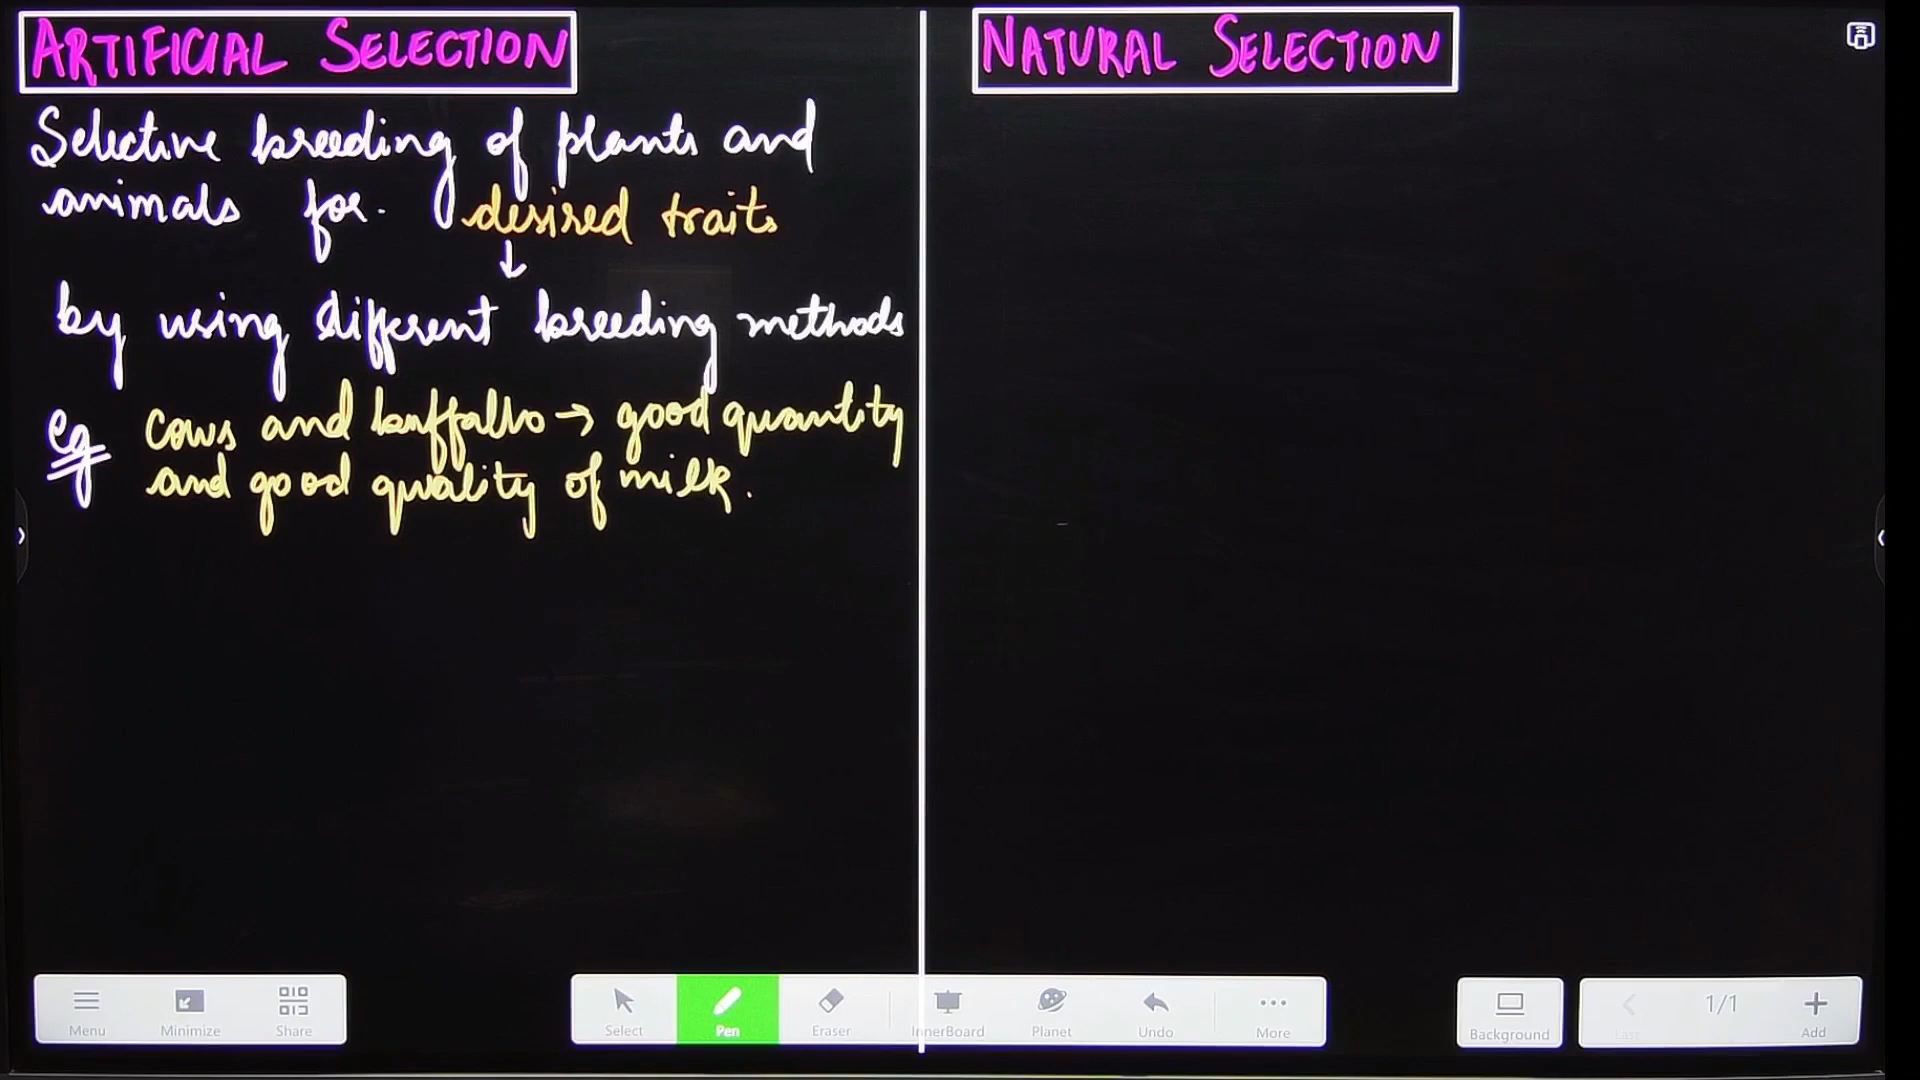 ARTIFICIAL SELECTION
Selective breeding of plants and
animals for. desired traits
↓
by using different breeding methods
eg cows and buffallo → good quantity
and good quality of milk.
NATURAL SELECTION
Menu
Minimize
Share
Select
Pen
Eraser
InnerBoard
Planet
Undo
More
Background
Last
1/1
Add